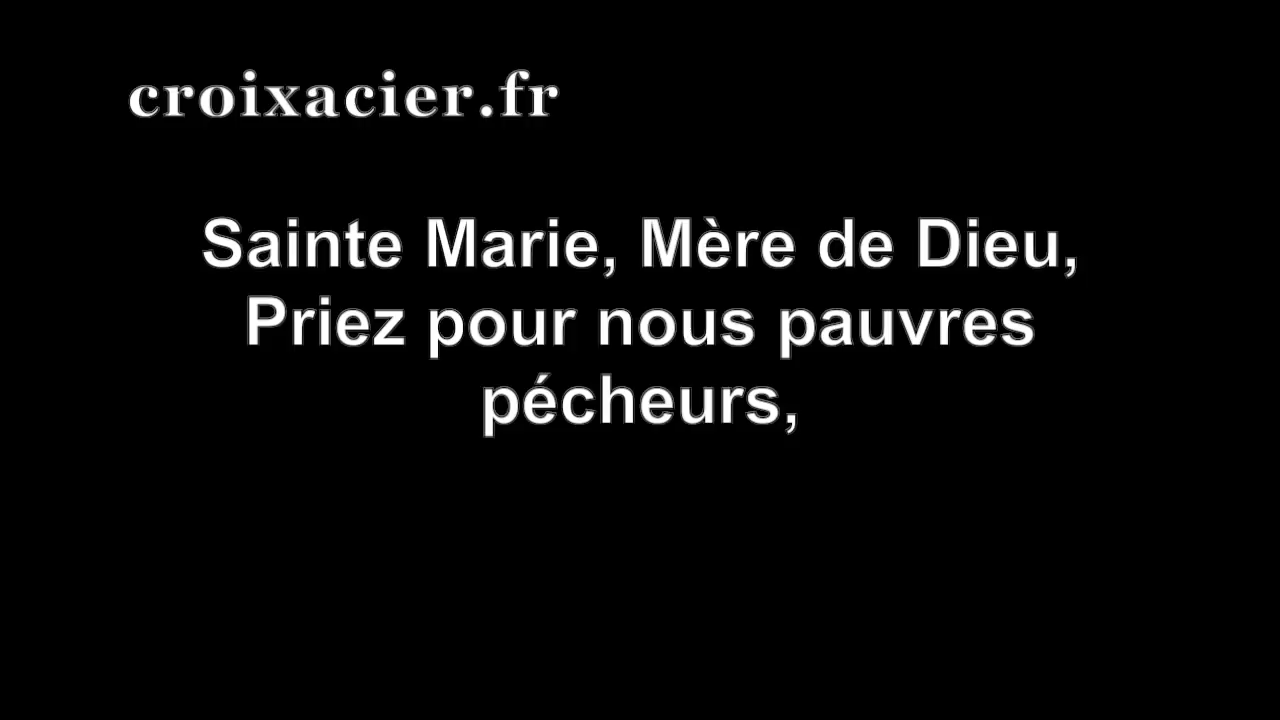 croixacier.fr
Sainte Marie, Mère de Dieu,
Priez pour nous pauvres
pécheurs,